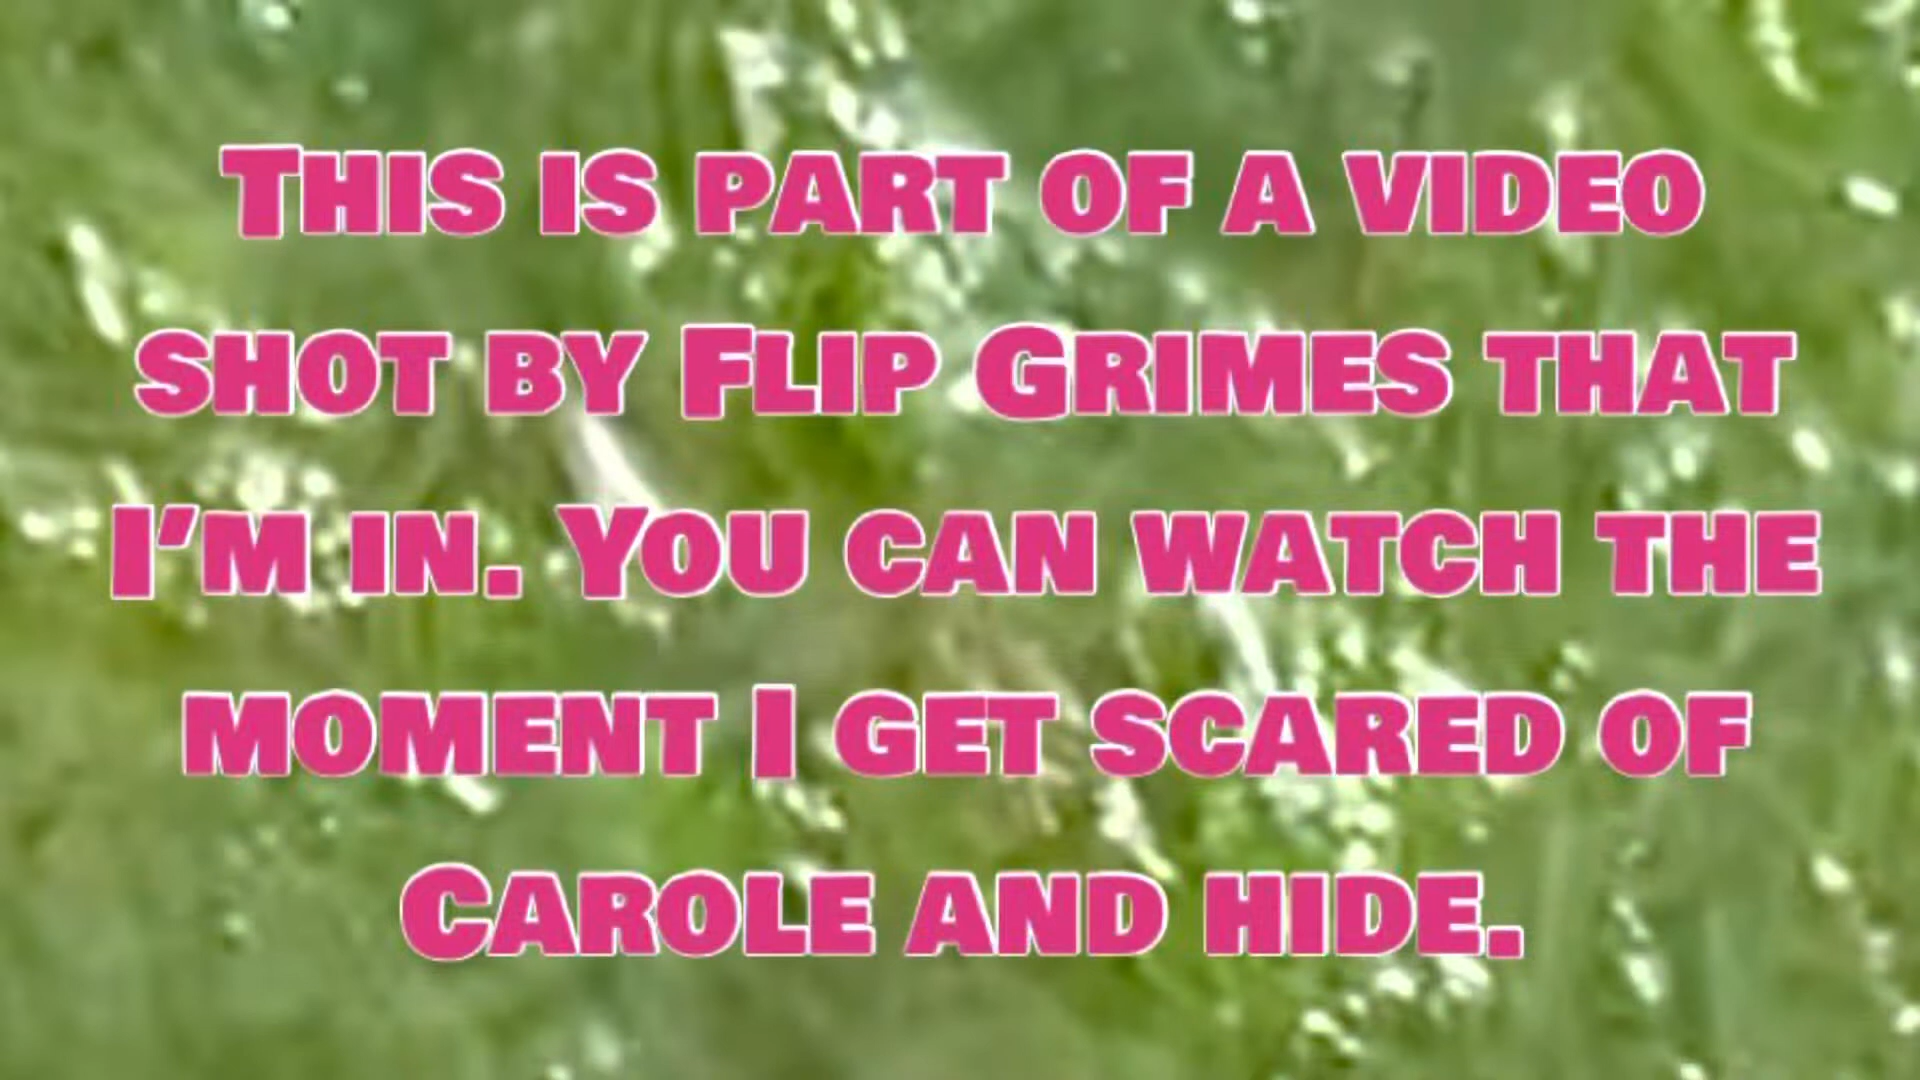 This is part of a video
shot by Flip Grimes that
I’m in. You can watch the
moment I get scared of
Carole and hide.